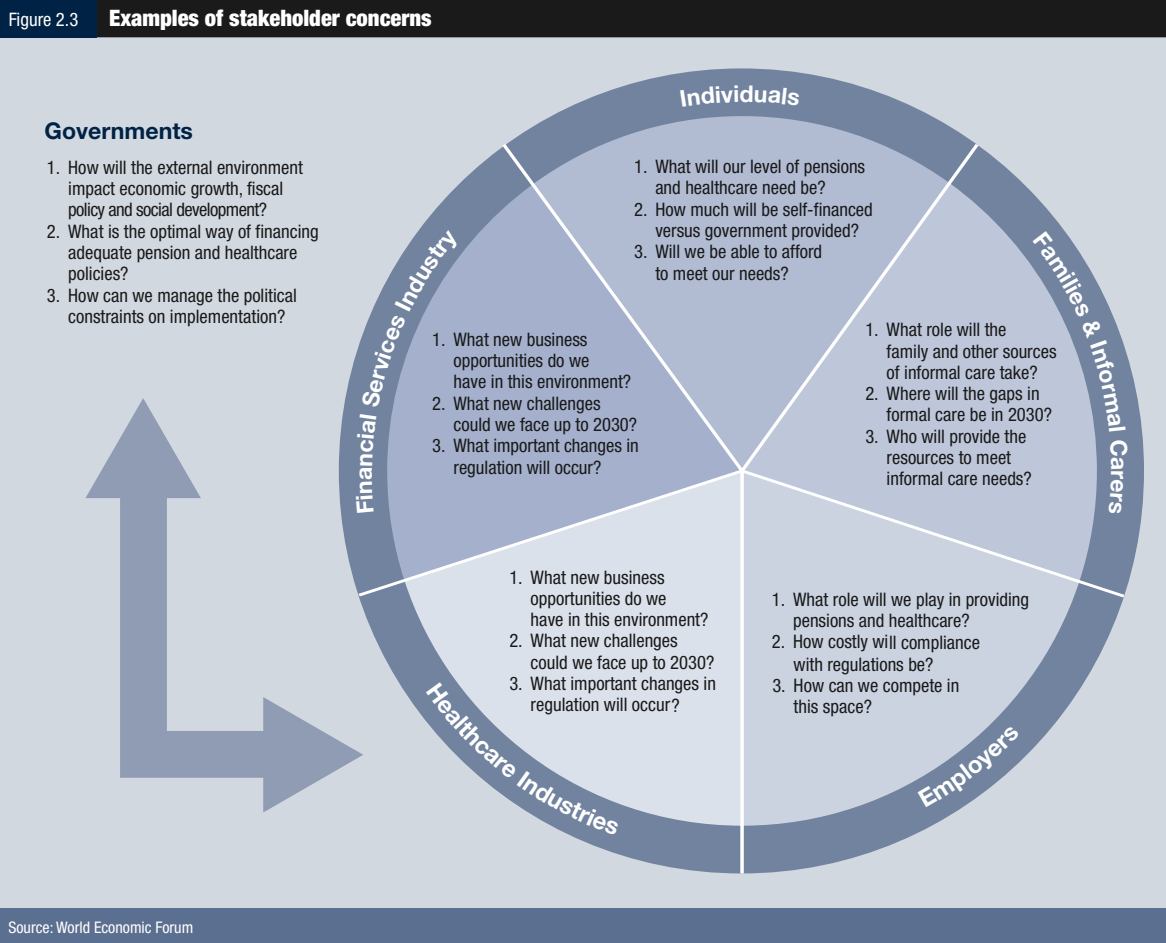 Figure 2.3
Examples of stakeholder concerns
Governments
1. How will the external environment
impact economic growth, fiscal
policy and social development?
2. What is the optimal way of financing
adequate pension and healthcare
policies?
3. How can we manage the political
constraints on implementation?
Individuals
1. What will our level of pensions
and healthcare need be?
2. How much will be self-financed
versus government provided?
3. Will we be able to afford
to meet our needs?
Families & Informal Carers
1. What role will the
family and other sources
of informal care take?
2. Where will the gaps in
formal care be in 2030?
3. Who will provide the
resources to meet
informal care needs?
Employers
1. What role will we play in providing
pensions and healthcare?
2. How costly will compliance
with regulations be?
3. How can we compete in
this space?
Healthcare Industries
1. What new business
opportunities do we
have in this environment?
2. What new challenges
could we face up to 2030?
3. What important changes in
regulation will occur?
Financial Services Industry
1. What new business
opportunities do we
have in this environment?
2. What new challenges
could we face up to 2030?
3. What important changes in
regulation will occur?
Source: World Economic Forum